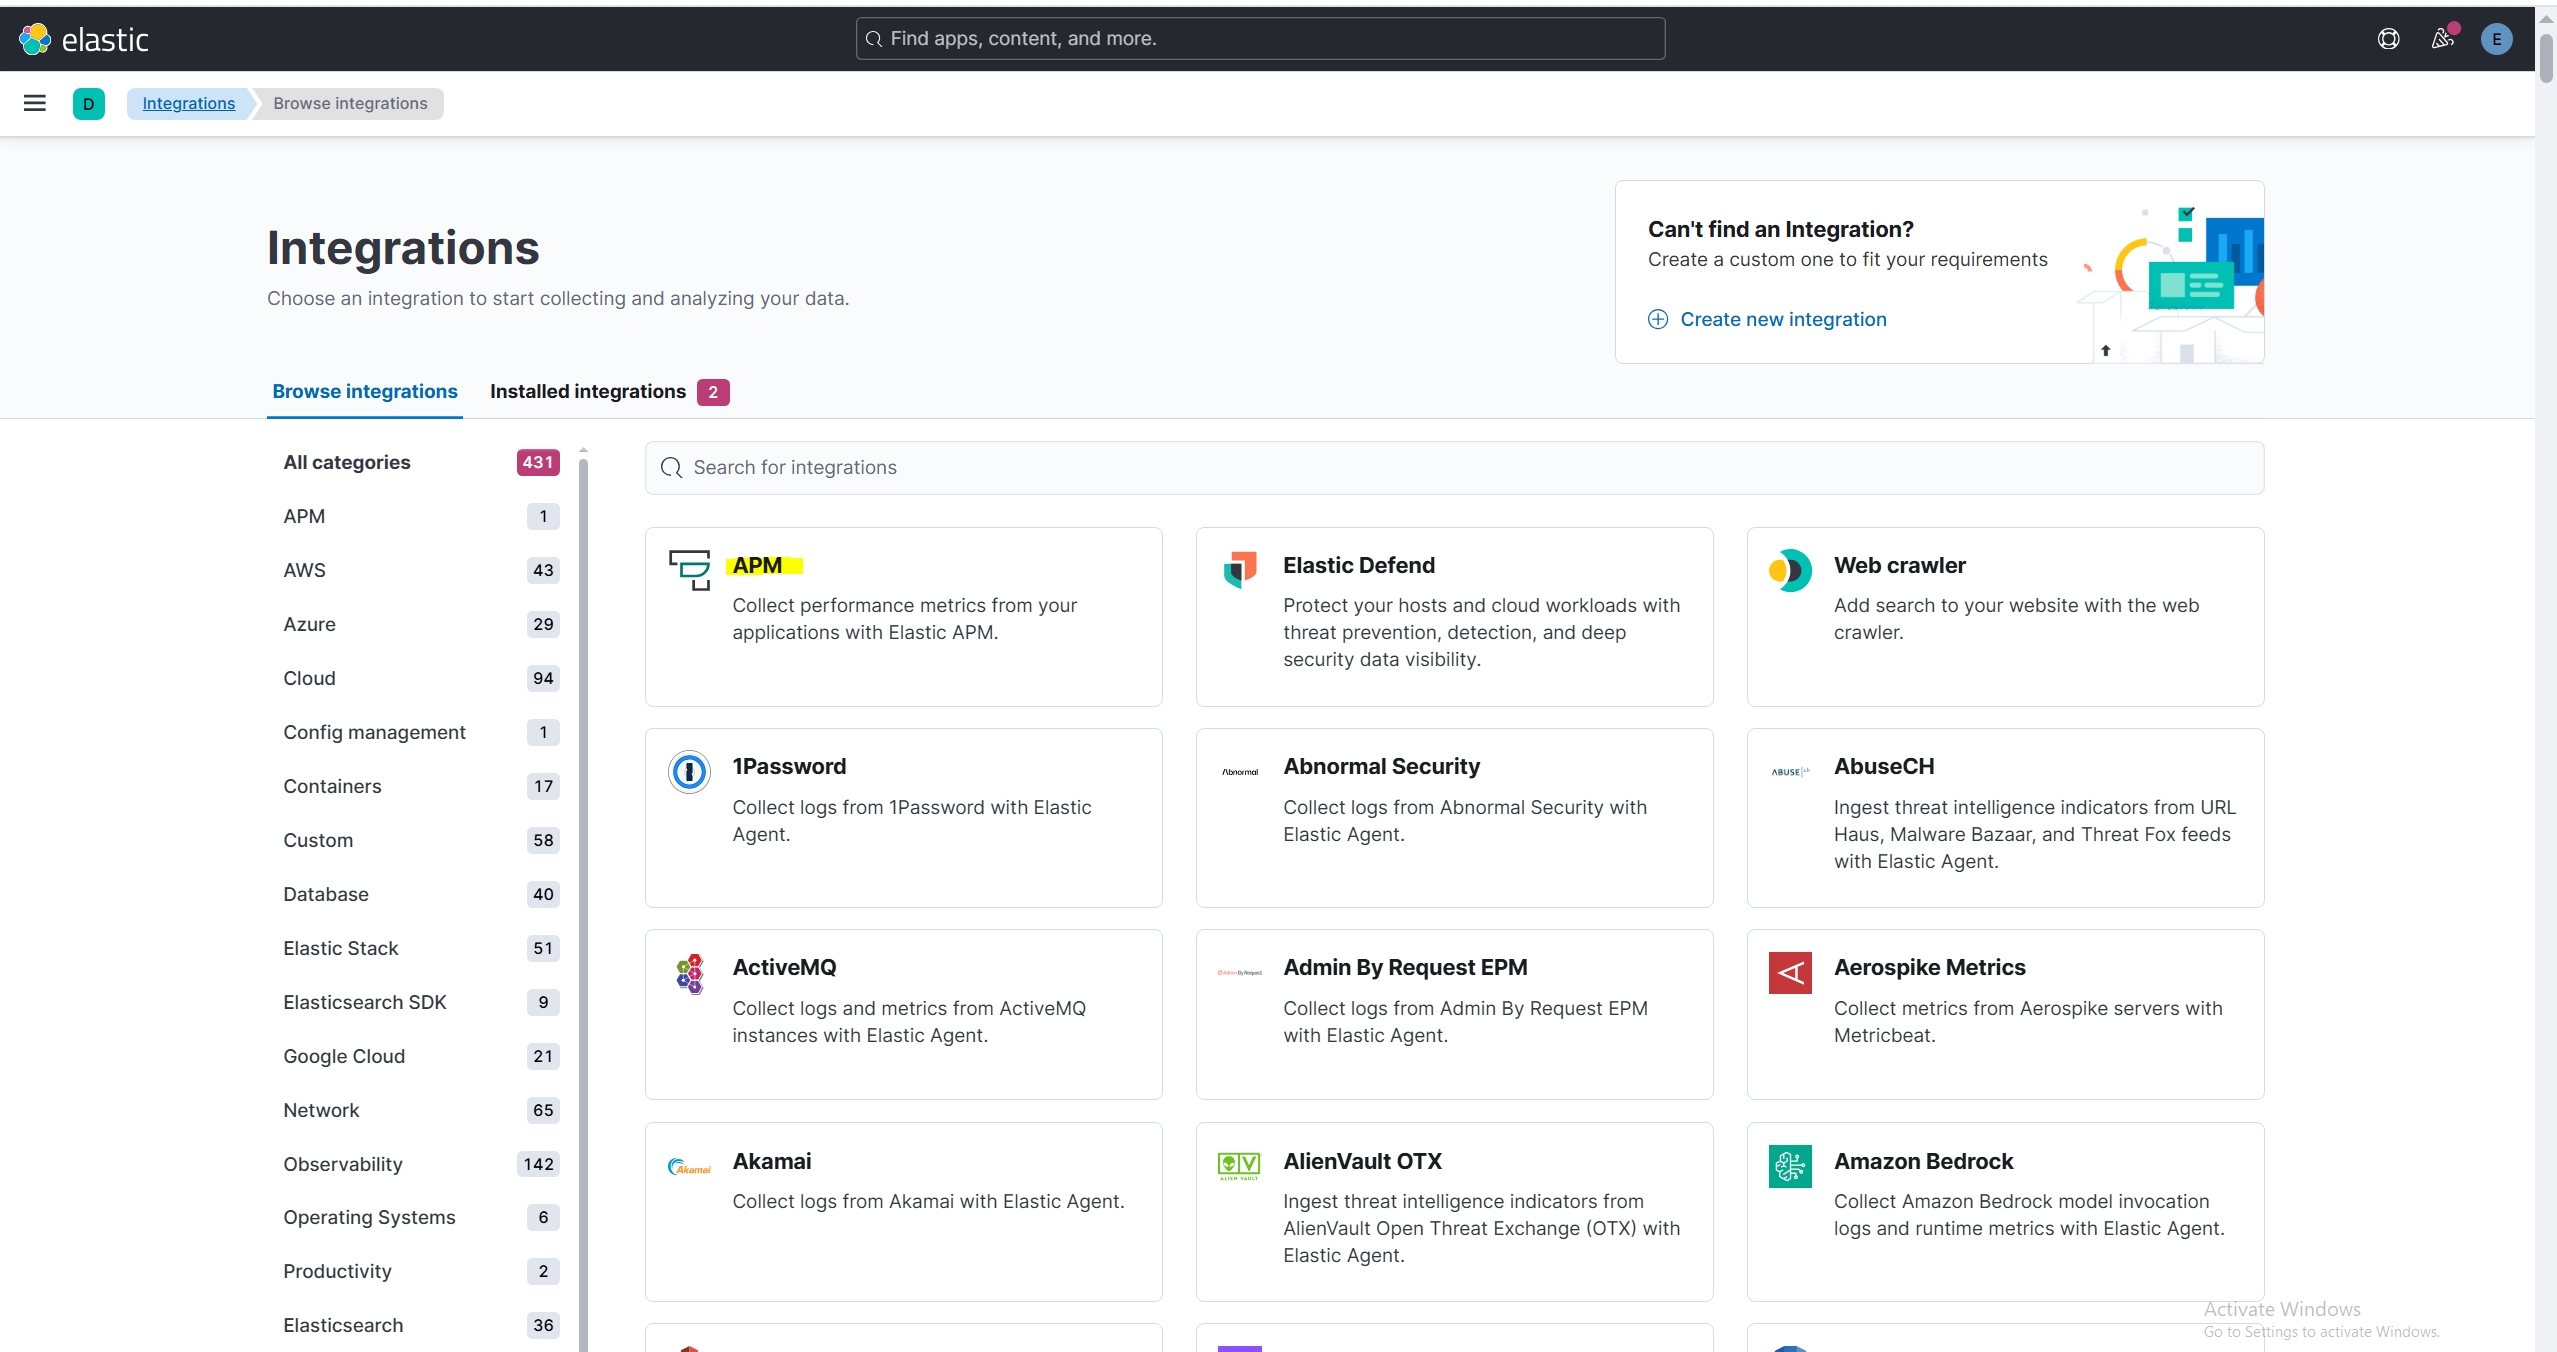 elastic
Find apps, content, and more.
E
D
Integrations
Browse integrations
Integrations
Choose an integration to start collecting and analyzing your data.
Can't find an Integration?
Create a custom one to fit your requirements
Create new integration
Browse integrations
Installed integrations 2
All categories 431
APM 1
AWS 43
Azure 29
Cloud 94
Config management 1
Containers 17
Custom 58
Database 40
Elastic Stack 51
Elasticsearch SDK 9
Google Cloud 21
Network 65
Observability 142
Operating Systems 6
Productivity 2
Elasticsearch 36
Search for integrations
APM
Collect performance metrics from your
applications with Elastic APM.
Elastic Defend
Protect your hosts and cloud workloads with
threat prevention, detection, and deep
security data visibility.
Web crawler
Add search to your website with the web
crawler.
1Password
Collect logs from 1Password with Elastic
Agent.
Abnormal
Abnormal Security
Collect logs from Abnormal Security with
Elastic Agent.
ABUSE ch
AbuseCH
Ingest threat intelligence indicators from URL
Haus, Malware Bazaar, and Threat Fox feeds
with Elastic Agent.
ActiveMQ
Collect logs and metrics from ActiveMQ
instances with Elastic Agent.
Admin By Request
Admin By Request EPM
Collect logs from Admin By Request EPM
with Elastic Agent.
Aerospike Metrics
Collect metrics from Aerospike servers with
Metricbeat.
Akamai
Akamai
Collect logs from Akamai with Elastic Agent.
ALIEN VAULT
AlienVault OTX
Ingest threat intelligence indicators from
AlienVault Open Threat Exchange (OTX) with
Elastic Agent.
Amazon Bedrock
Collect Amazon Bedrock model invocation
logs and runtime metrics with Elastic Agent.
Activate Windows
Go to Settings to activate Windows.